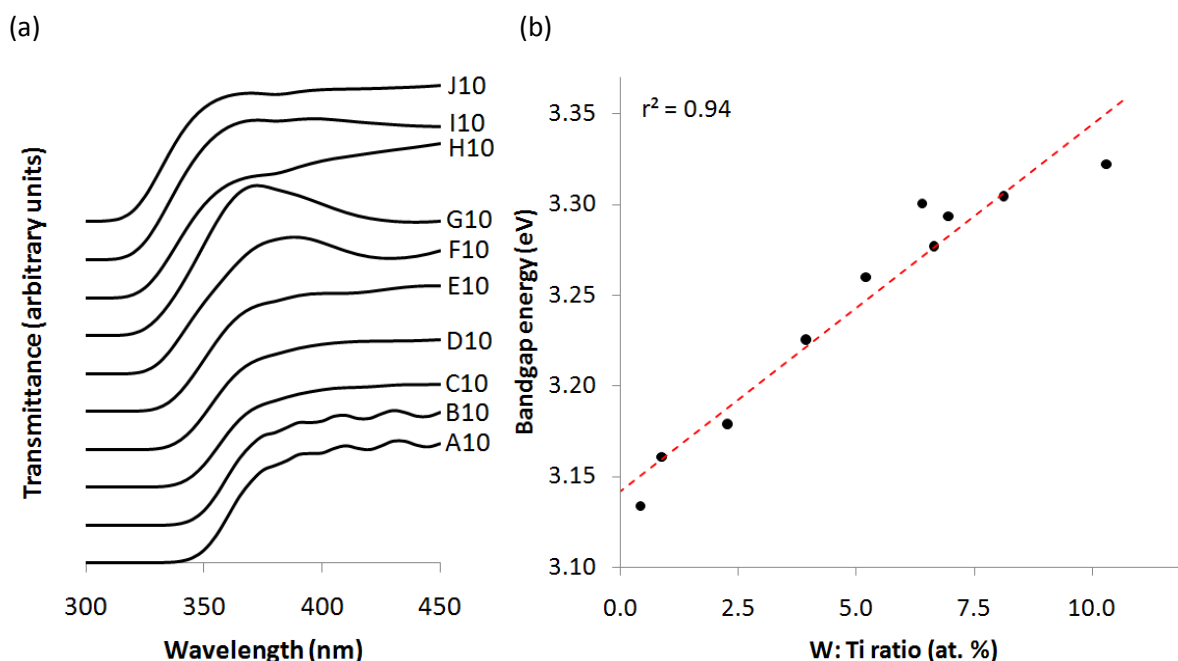 (a)
J10
I10
H10
G10
F10
E10
D10
C10
B10
A10
Transmittance (arbitrary units)
300
350
400
450
Wavelength (nm)
(b)
r² = 0.94
3.35
3.30
3.25
3.20
3.15
3.10
Bandgap energy (eV)
0.0
2.5
5.0
7.5
10.0
W: Ti ratio (at. %)